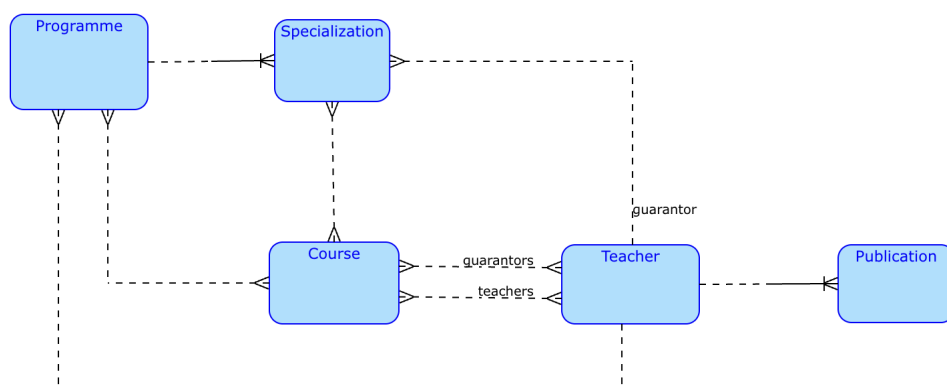 Programme
Specialization
guarantor
Course
guarantors
teachers
Teacher
Publication